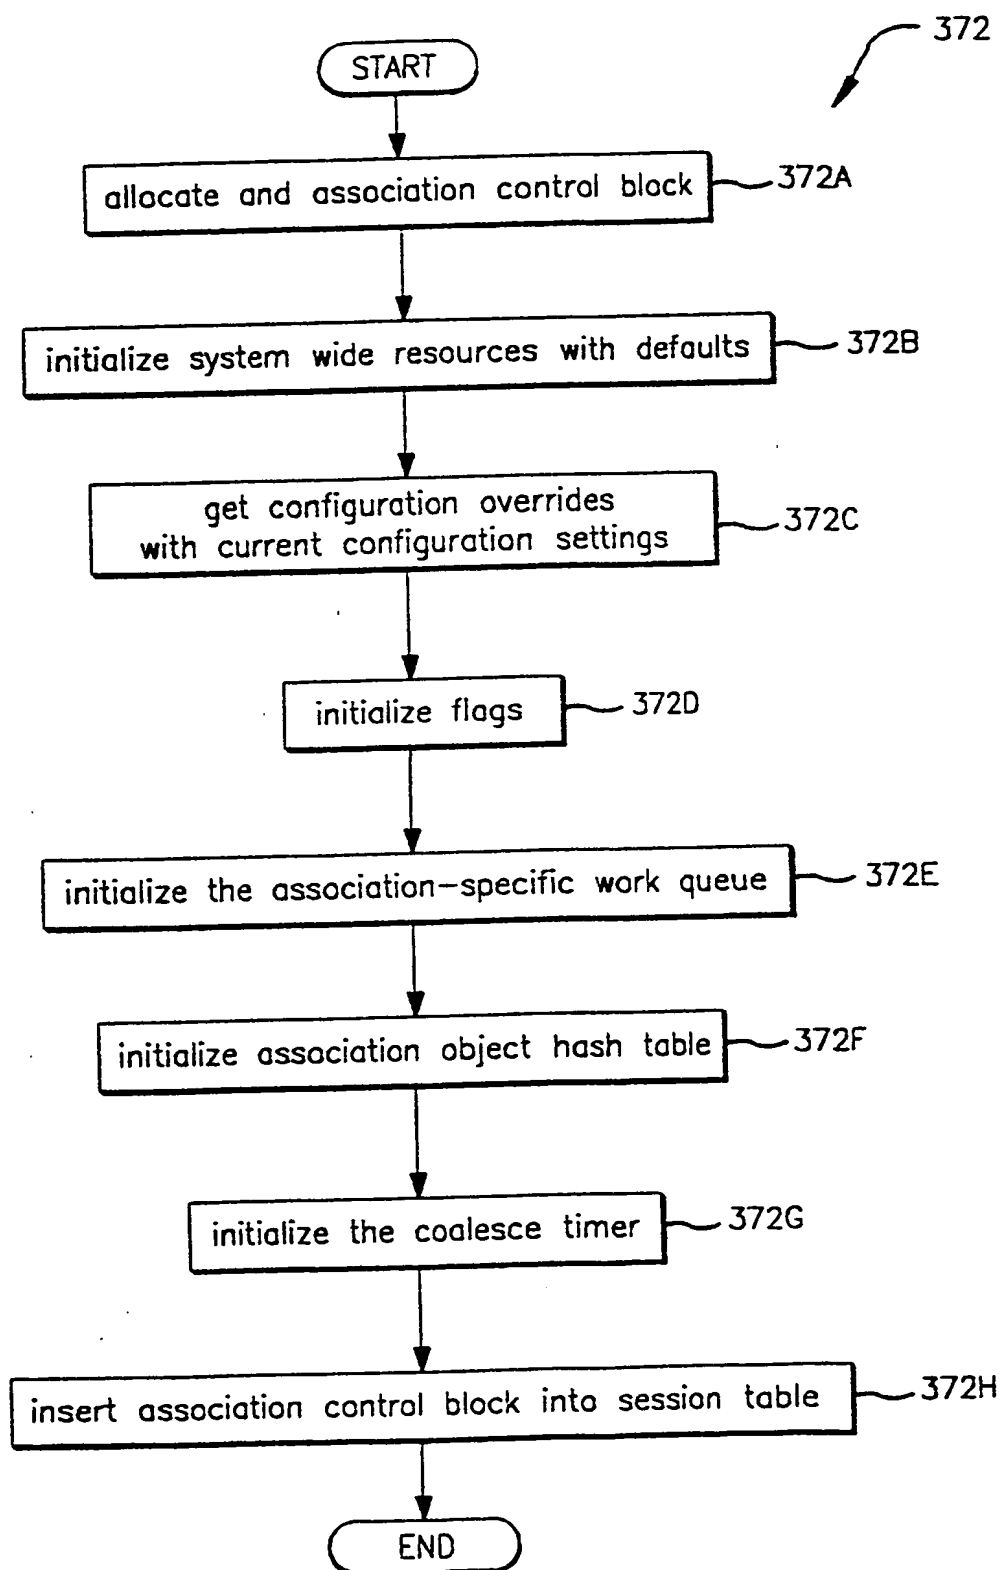 372
START
allocate and association control block
372A
initialize system wide resources with defaults
372B
get configuration overrides
with current configuration settings
372C
initialize flags
372D
initialize the association-specific work queue
372E
initialize association object hash table
372F
initialize the coalesce timer
372G
insert association control block into session table
372H
END